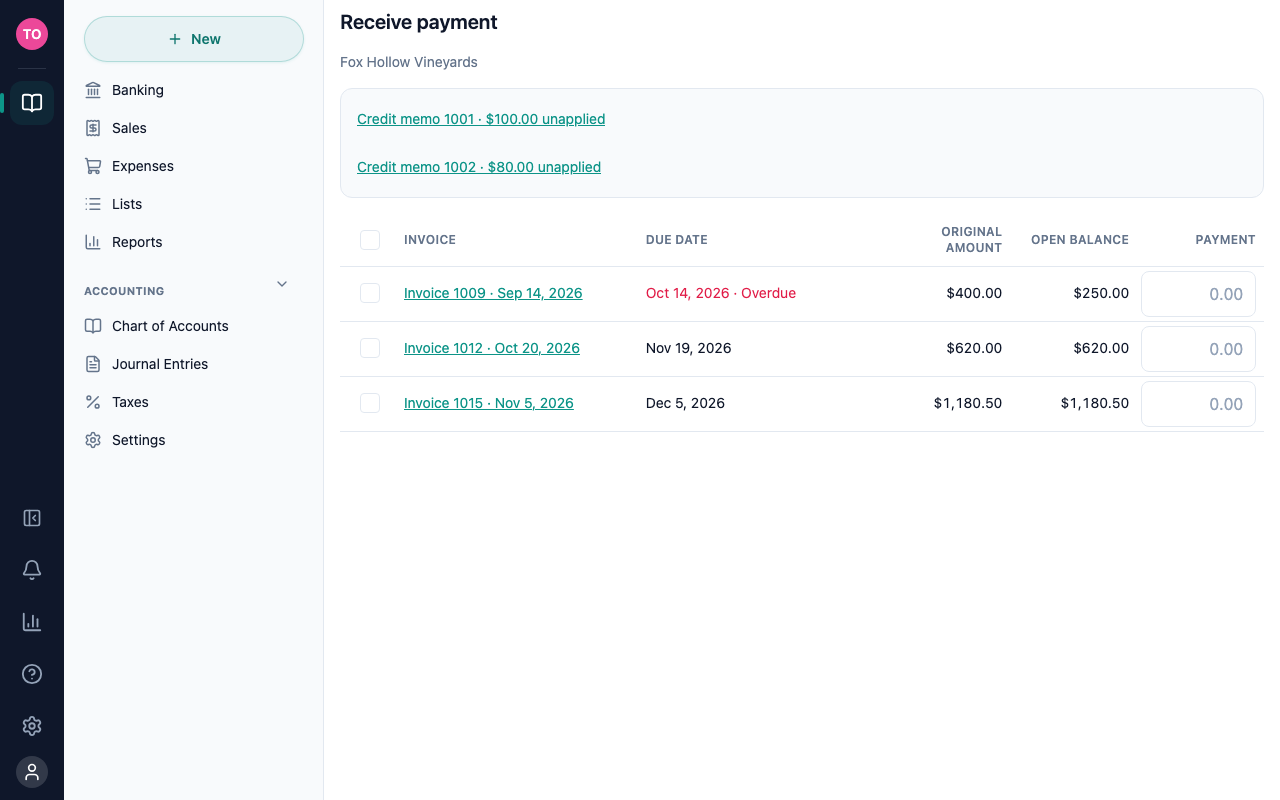 TO
New
Banking
Sales
Expenses
Lists
Reports
ACCOUNTING
Chart of Accounts
Journal Entries
Taxes
Settings
Receive payment
Fox Hollow Vineyards
Credit memo 1001 · $100.00 unapplied
Credit memo 1002 · $80.00 unapplied
INVOICE DUE DATE ORIGINAL AMOUNT OPEN BALANCE PAYMENT
Invoice 1009 · Sep 14, 2026 Oct 14, 2026 · Overdue $400.00 $250.00 0.00
Invoice 1012 · Oct 20, 2026 Nov 19, 2026 $620.00 $620.00 0.00
Invoice 1015 · Nov 5, 2026 Dec 5, 2026 $1,180.50 $1,180.50 0.00